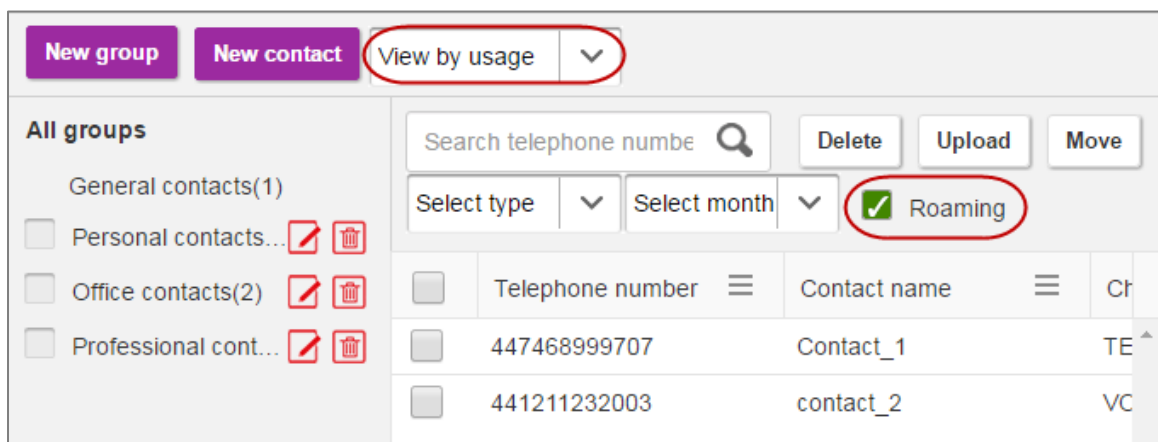 New group New contact View by usage
All groups
General contacts(1)
Personal contacts...
Office contacts(2)
Professional cont...
Search telephone numbe Delete Upload Move
Select type Select month Roaming
Telephone number Contact name Ch
447468999707 Contact_1 TE
441211232003 contact_2 VO